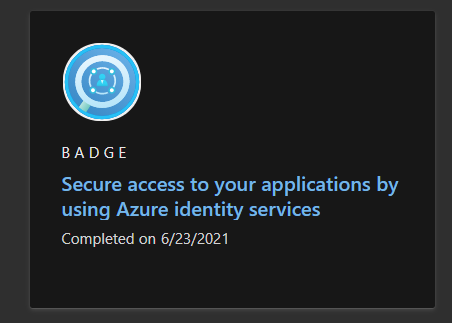 BADGE
Secure access to your applications by
using Azure identity services
Completed on 6/23/2021